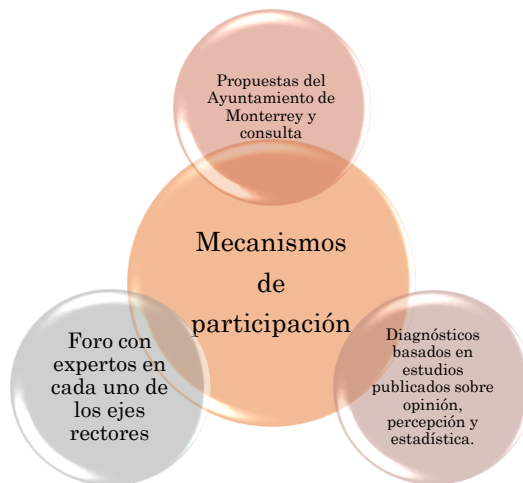 Propuestas del
Ayuntamiento de
Monterrey y
consulta
Mecanismos
de
participación
Foro con
expertos en
cada uno de
los ejes
rectores
Diagnósticos
basados en
estudios
publicados sobre
opinión,
percepción y
estadística.